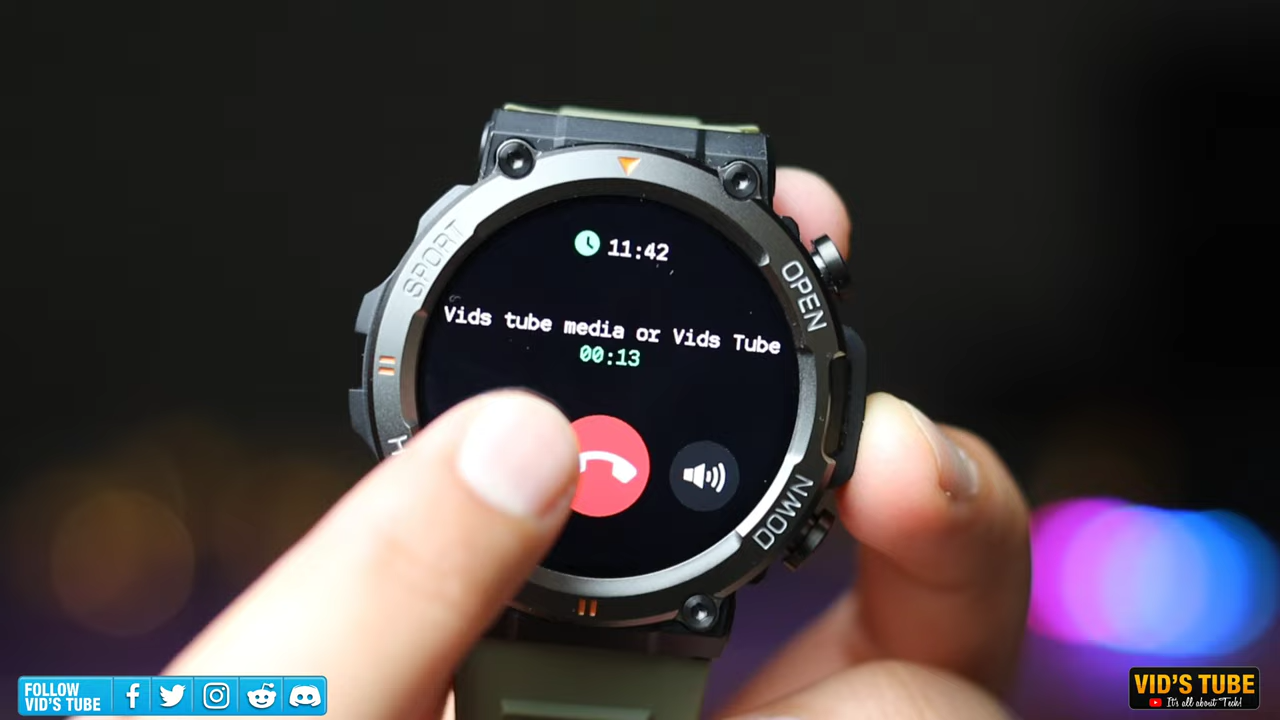 11:42
Vids tube media or Vids Tube
00:13
SPORT
OPEN
DOWN
FOLLOW
VID'S TUBE
VID'S TUBE
It's all about Tech!